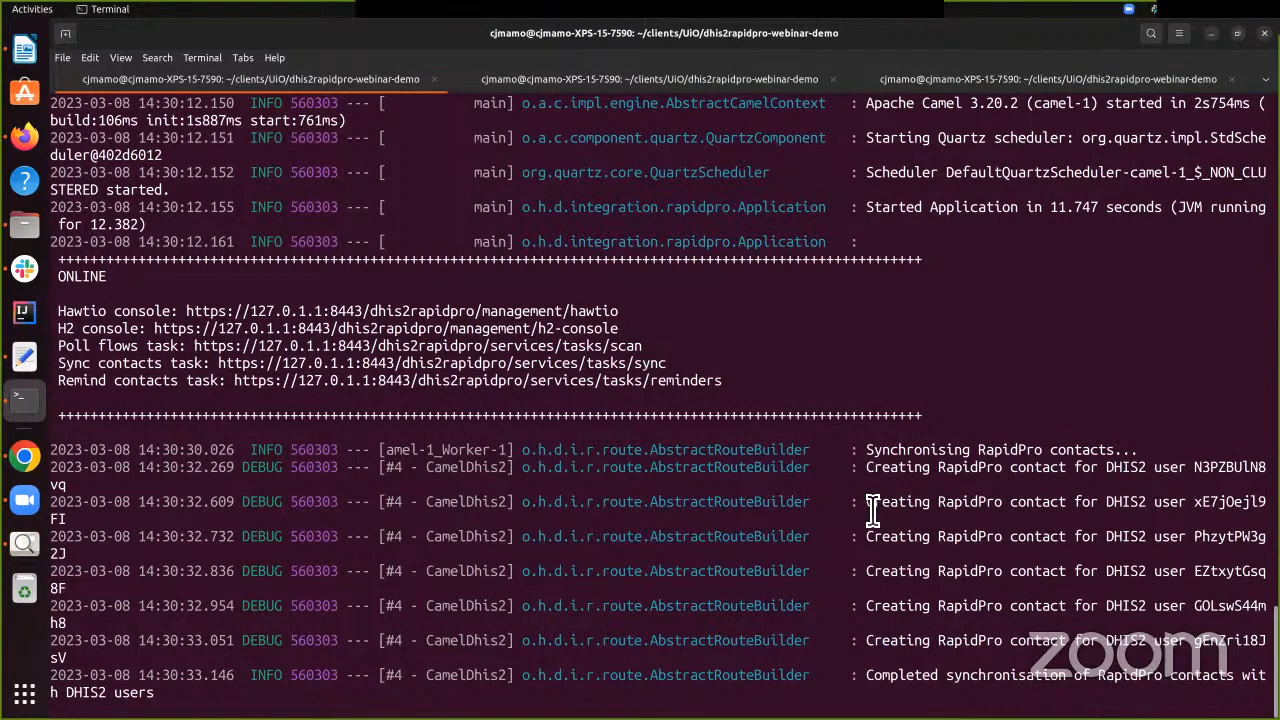 Activities
Terminal
cjmamo@cjmamo-XPS-15-7590: ~/clients/UiO/dhis2rapidpro-webinar-demo
File Edit View Search Terminal Tabs Help
cjmamo@cjmamo-XPS-15-7590: ~/clients/UiO/dhis2rapidpro-webinar-demo × cjmamo@cjmamo-XPS-15-7590: ~/clients/UiO/dhis2rapidpro-webinar-demo × cjmamo@cjmamo-XPS-15-7590: ~/clients/UiO/dhis2rapidpro-webinar-demo ×
2023-03-08 14:30:12.150 INFO 560303 --- [ main] o.a.c.impl.engine.AbstractCamelContext : Apache Camel 3.20.2 (camel-1) started in 2s754ms (
build:106ms init:1s887ms start:761ms)
2023-03-08 14:30:12.151 INFO 560303 --- [ main] o.a.c.component.quartz.QuartzComponent : Starting Quartz scheduler: org.quartz.impl.StdSche
duler@402d6012
2023-03-08 14:30:12.152 INFO 560303 --- [ main] org.quartz.core.QuartzScheduler : Scheduler DefaultQuartzScheduler-camel-1_$_NON_CLU
STERED started.
2023-03-08 14:30:12.155 INFO 560303 --- [ main] o.h.d.integration.rapidpro.Application : Started Application in 11.747 seconds (JVM running
for 12.382)
2023-03-08 14:30:12.161 INFO 560303 --- [ main] o.h.d.integration.rapidpro.Application :
++++++++++++++++++++++++++++++++++++++++++++++++++++++++++++++++++++++++++++++++++++++++++++++++++++++++++++
ONLINE
Hawtio console: https://127.0.1.1:8443/dhis2rapidpro/management/hawtio
H2 console: https://127.0.1.1:8443/dhis2rapidpro/management/h2-console
Poll flows task: https://127.0.1.1:8443/dhis2rapidpro/services/tasks/scan
Sync contacts task: https://127.0.1.1:8443/dhis2rapidpro/services/tasks/sync
Remind contacts task: https://127.0.1.1:8443/dhis2rapidpro/services/tasks/reminders
++++++++++++++++++++++++++++++++++++++++++++++++++++++++++++++++++++++++++++++++++++++++++++++++++++++++++++
2023-03-08 14:30:30.026 INFO 560303 --- [amel-1_Worker-1] o.h.d.i.r.route.AbstractRouteBuilder : Synchronising RapidPro contacts...
2023-03-08 14:30:32.269 DEBUG 560303 --- [#4 - CamelDhis2] o.h.d.i.r.route.AbstractRouteBuilder : Creating RapidPro contact for DHIS2 user N3PZBUlN8
vq
2023-03-08 14:30:32.609 DEBUG 560303 --- [#4 - CamelDhis2] o.h.d.i.r.route.AbstractRouteBuilder : Creating RapidPro contact for DHIS2 user xE7jOejl9
FI
2023-03-08 14:30:32.732 DEBUG 560303 --- [#4 - CamelDhis2] o.h.d.i.r.route.AbstractRouteBuilder : Creating RapidPro contact for DHIS2 user PhzytPW3g
2J
2023-03-08 14:30:32.836 DEBUG 560303 --- [#4 - CamelDhis2] o.h.d.i.r.route.AbstractRouteBuilder : Creating RapidPro contact for DHIS2 user EZtxytGsq
8F
2023-03-08 14:30:32.954 DEBUG 560303 --- [#4 - CamelDhis2] o.h.d.i.r.route.AbstractRouteBuilder : Creating RapidPro contact for DHIS2 user GOLswS44m
h8
2023-03-08 14:30:33.051 DEBUG 560303 --- [#4 - CamelDhis2] o.h.d.i.r.route.AbstractRouteBuilder : Creating RapidPro contact for DHIS2 user gEnZri18J
sV
2023-03-08 14:30:33.146 INFO 560303 --- [#4 - CamelDhis2] o.h.d.i.r.route.AbstractRouteBuilder : Completed synchronisation of RapidPro contacts wit
h DHIS2 users
zoom